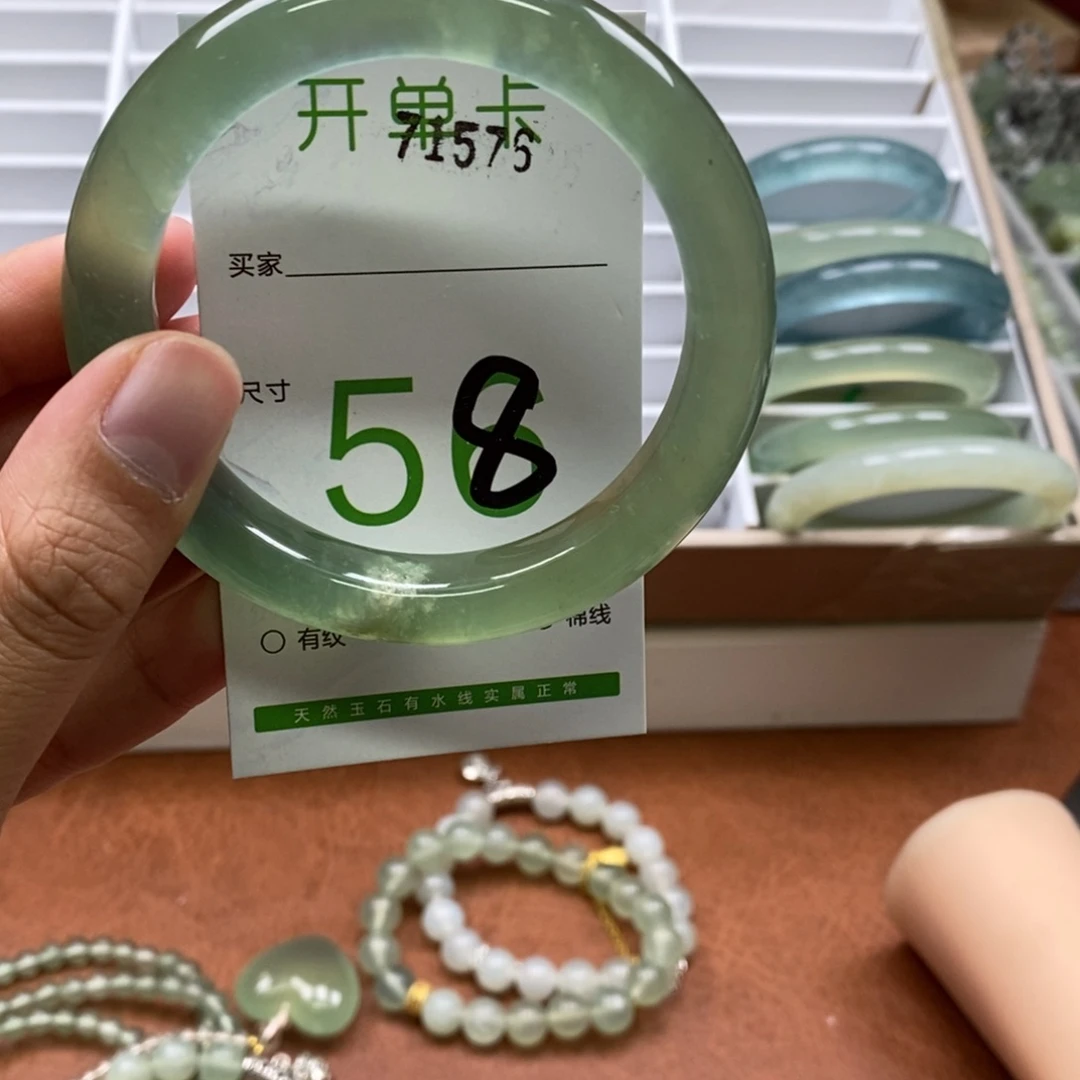 开单卡
71576
买家
尺寸
58
有纹
棉线
天然玉石有水线实属正常